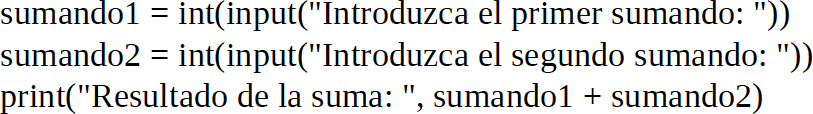 sumando1 = int(input("Introduzca el primer sumando: "))
sumando2 = int(input("Introduzca el segundo sumando: "))
print("Resultado de la suma: ", sumando1 + sumando2)